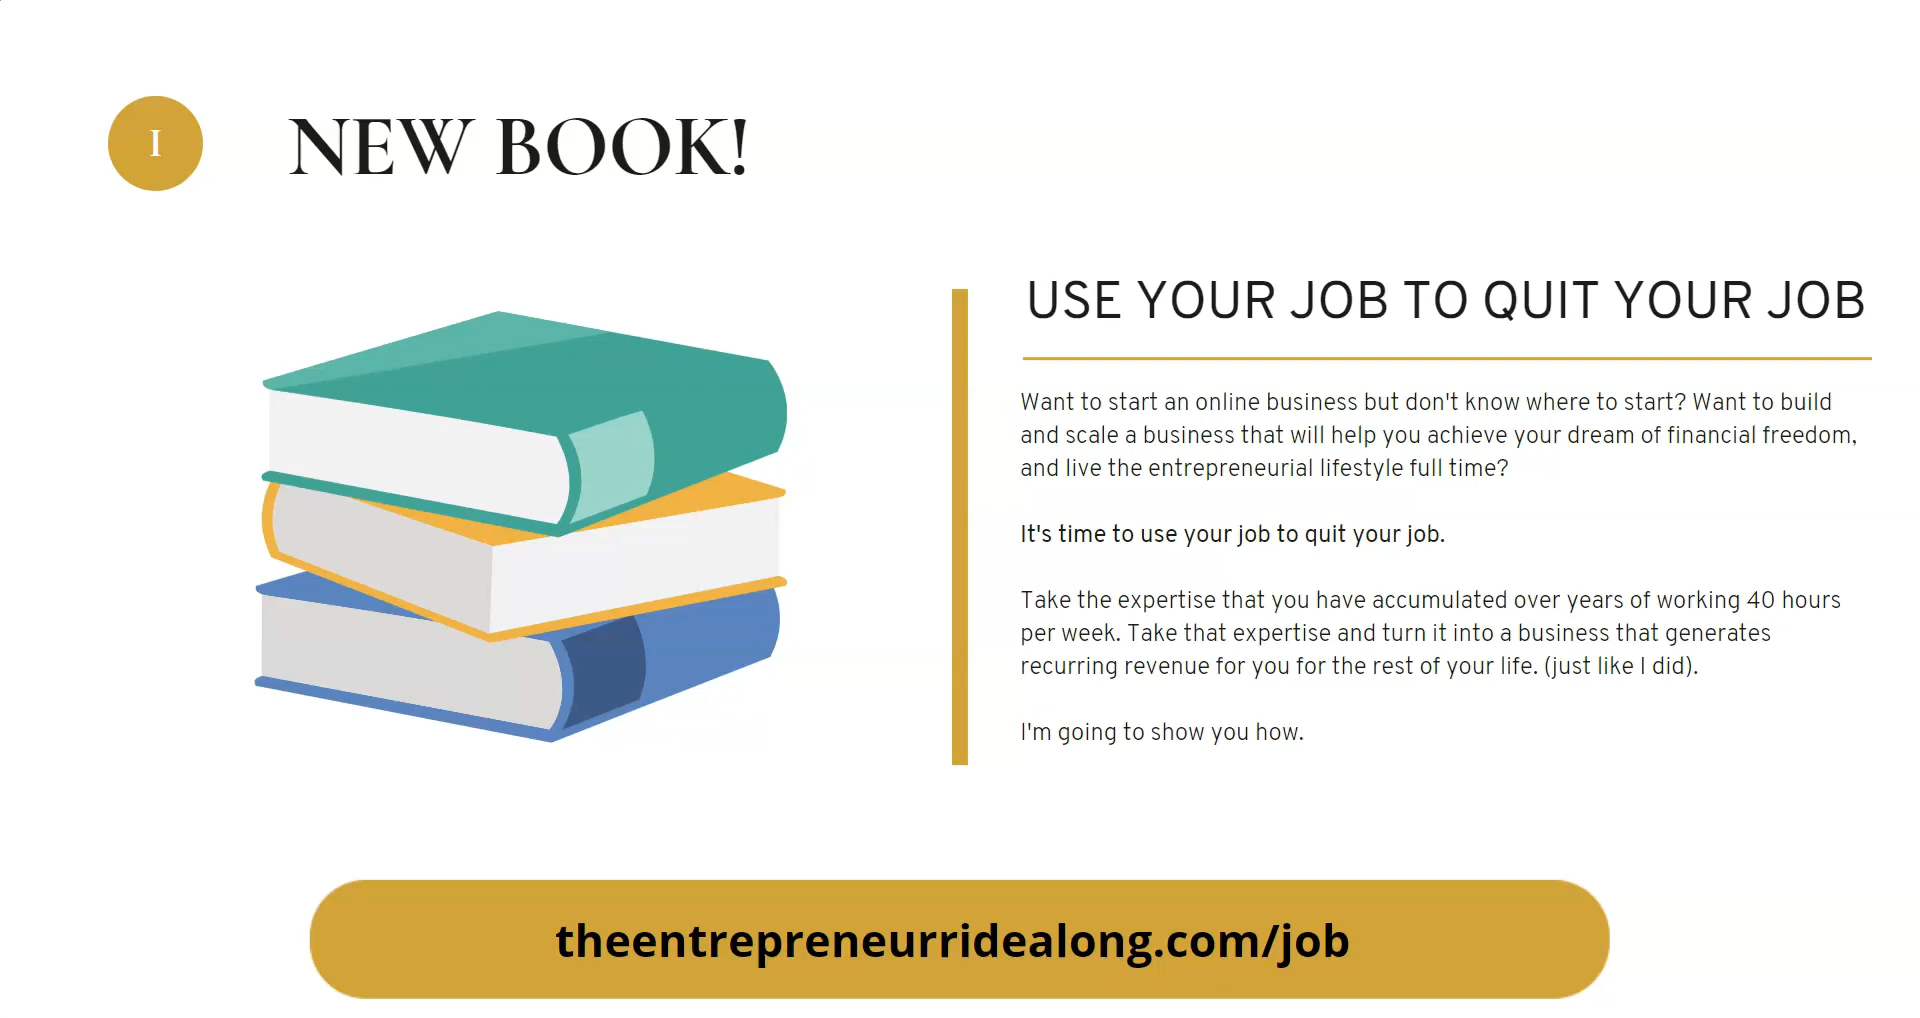 I
NEW BOOK!
USE YOUR JOB TO QUIT YOUR JOB
Want to start an online business but don't know where to start? Want to build
and scale a business that will help you achieve your dream of financial freedom,
and live the entrepreneurial lifestyle full time?
It's time to use your job to quit your job.
Take the expertise that you have accumulated over years of working 40 hours
per week. Take that expertise and turn it into a business that generates
recurring revenue for you for the rest of your life. (just like I did).
I'm going to show you how.
theentrepreneurridealong.com/job